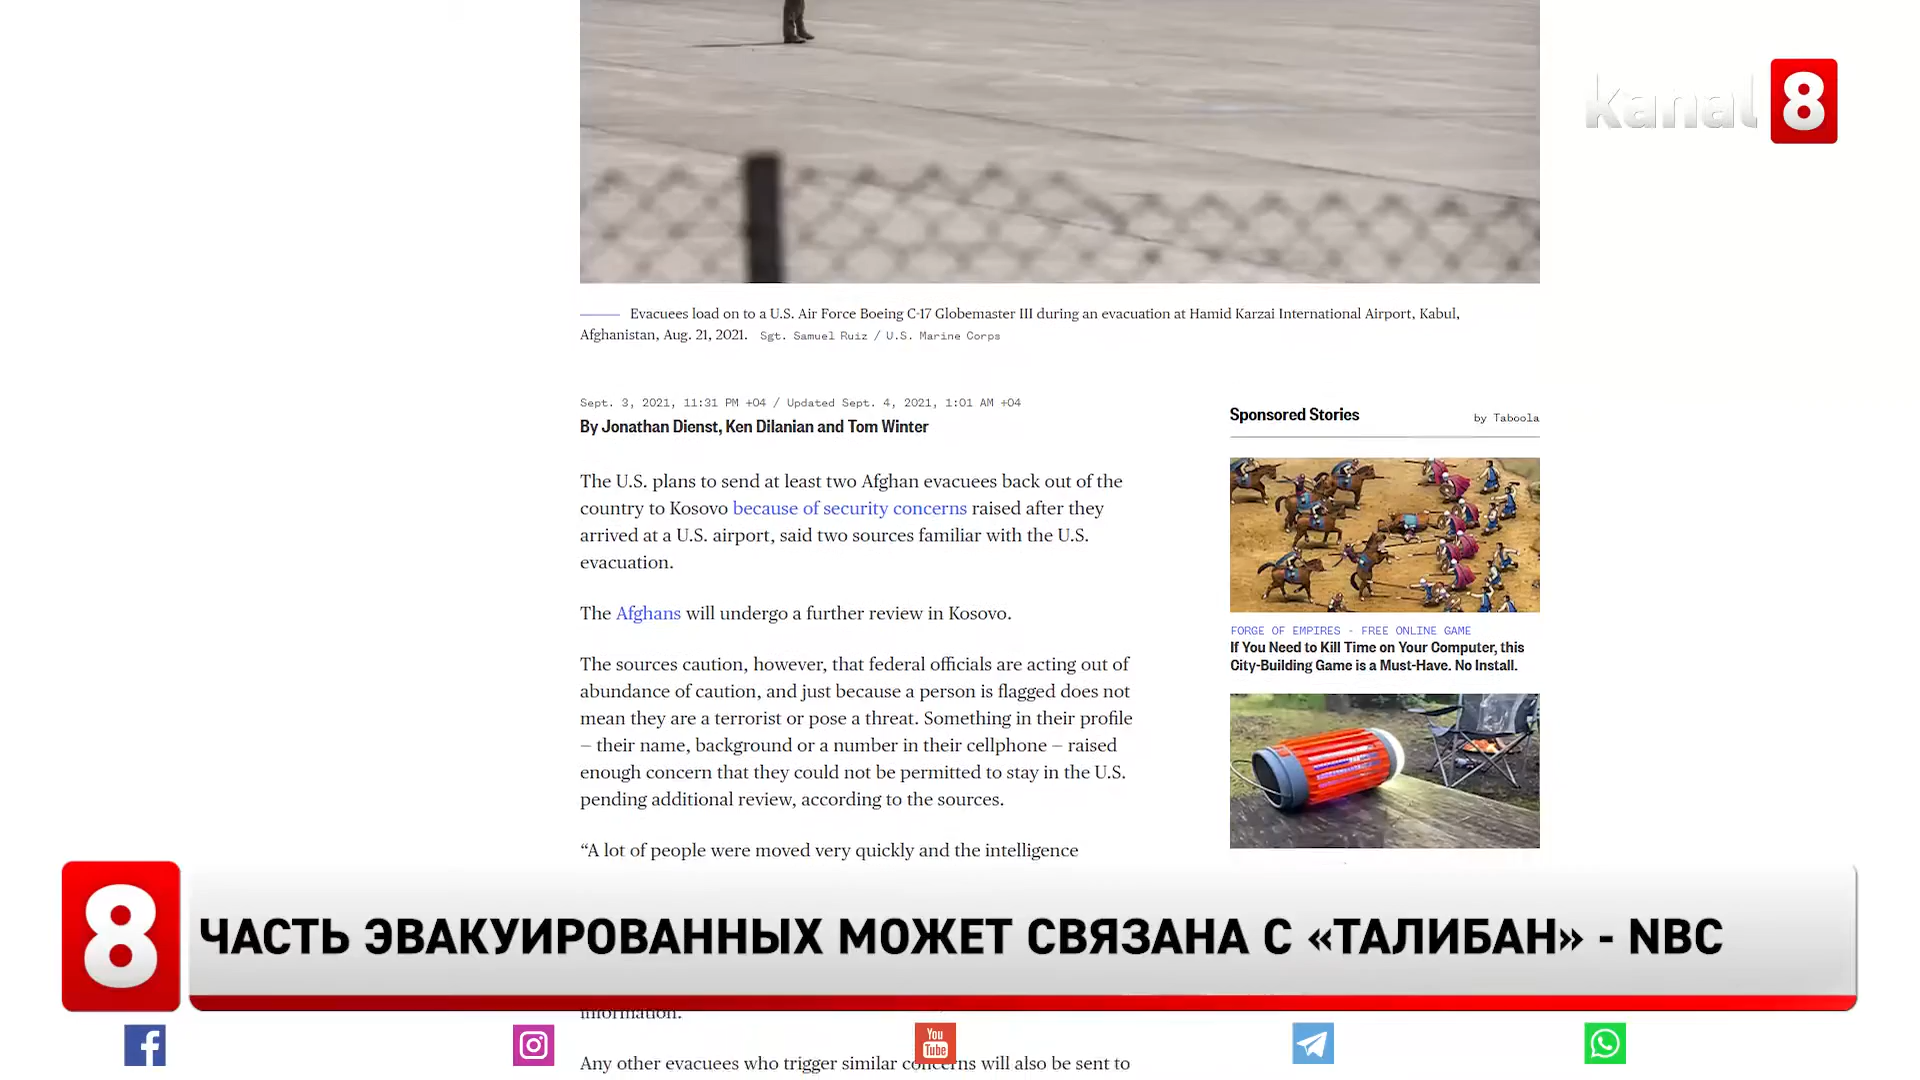 kanal 8
Evacuees load on to a U.S. Air Force Boeing C-17 Globemaster III during an evacuation at Hamid Karzai International Airport, Kabul,
Afghanistan, Aug. 21, 2021. Sgt. Samuel Ruiz / U.S. Marine Corps
Sept. 3, 2021, 11:31 PM +04 / Updated Sept. 4, 2021, 1:01 AM +04
By Jonathan Dienst, Ken Dilanian and Tom Winter
The U.S. plans to send at least two Afghan evacuees back out of the
country to Kosovo because of security concerns raised after they
arrived at a U.S. airport, said two sources familiar with the U.S.
evacuation.
The Afghans will undergo a further review in Kosovo.
The sources caution, however, that federal officials are acting out of
abundance of caution, and just because a person is flagged does not
mean they are a terrorist or pose a threat. Something in their profile
– their name, background or a number in their cellphone – raised
enough concern that they could not be permitted to stay in the U.S.
pending additional review, according to the sources.
“A lot of people were moved very quickly and the intelligence
Sponsored Stories
by Taboola
FORGE OF EMPIRES - FREE ONLINE GAME
If You Need to Kill Time on Your Computer, this
City-Building Game is a Must-Have. No Install.
8
ЧАСТЬ ЭВАКУИРОВАННЫХ МОЖЕТ СВЯЗАНА С «ТАЛИБАН» - NBC
information.
You
Tube
Any other evacuees who trigger similar concerns will also be sent to